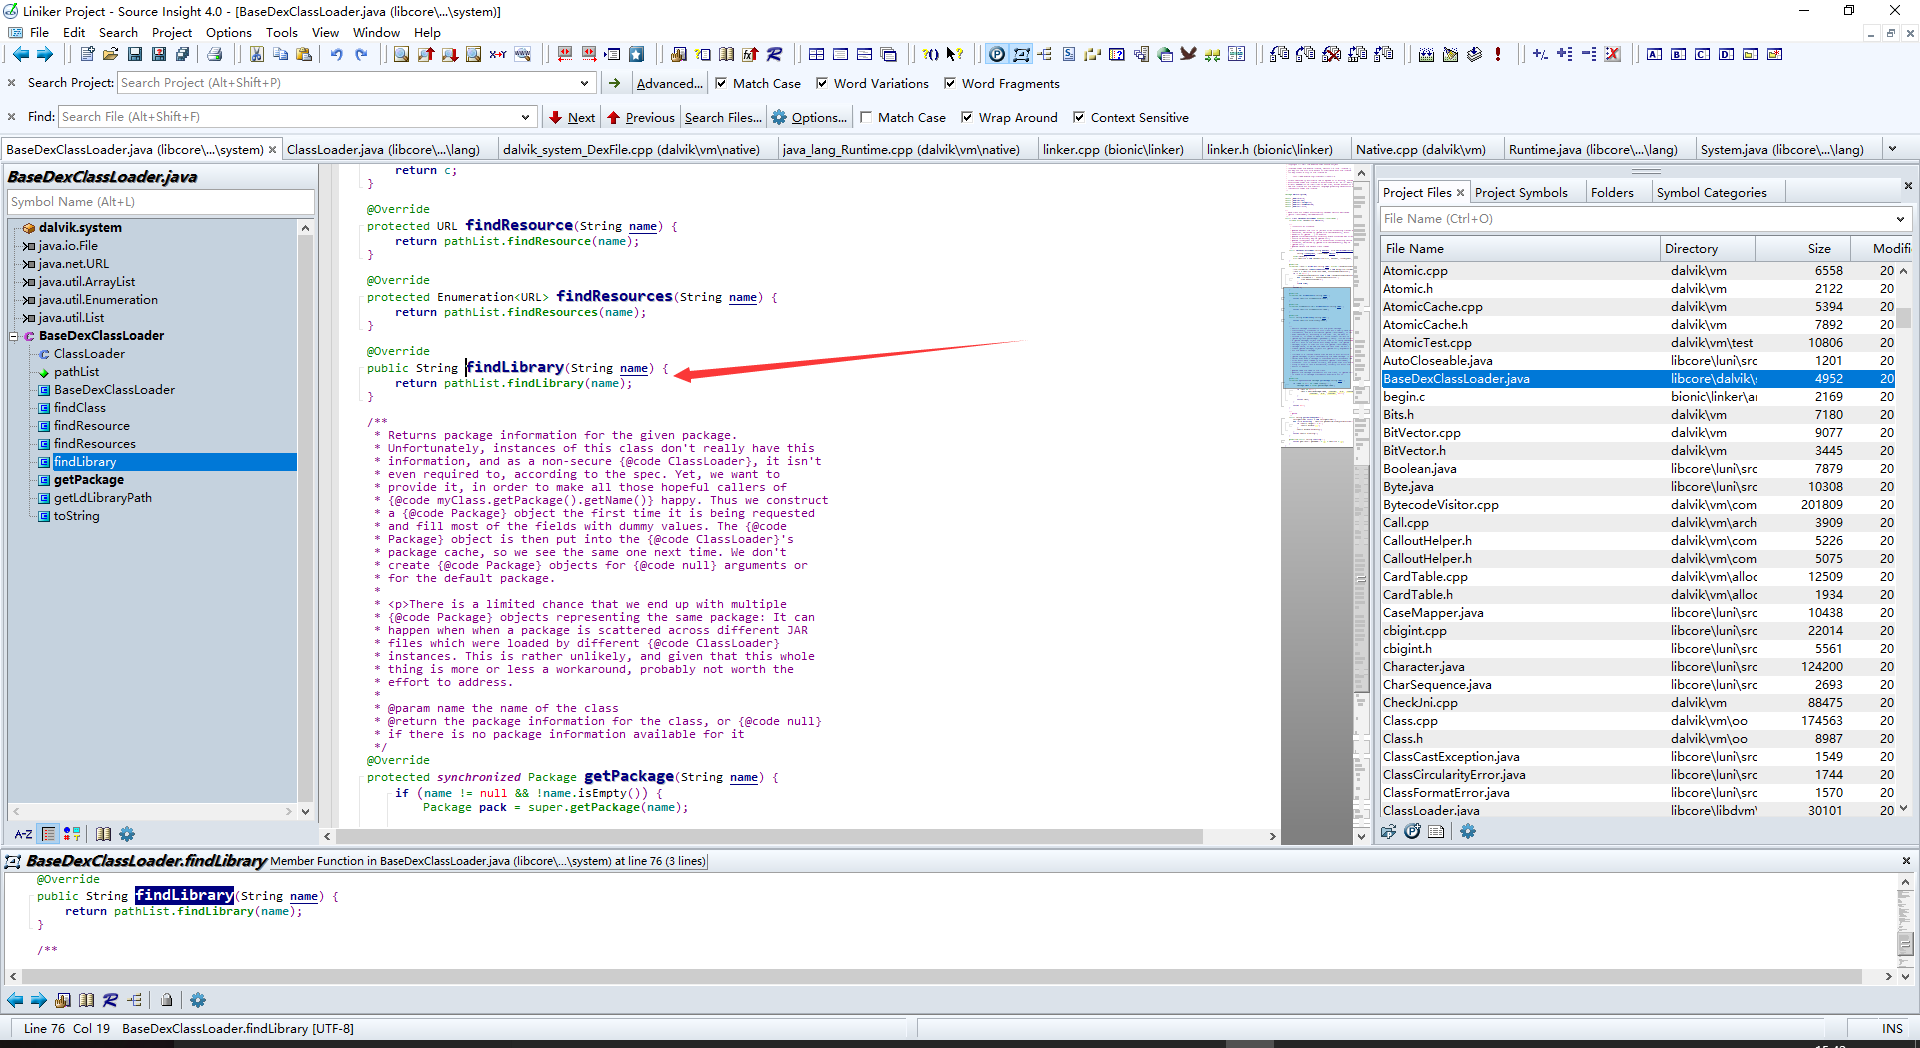 Liniker Project - Source Insight 4.0 - [BaseDexClassLoader.java (libcore\...\system)]
File Edit Search Project Options Tools View Window Help
Search Project: Search Project (Alt+Shift+P) Advanced... Match Case Word Variations Word Fragments
Find: Search File (Alt+Shift+F) Next Previous Search Files... Options... Match Case Wrap Around Context Sensitive
BaseDexClassLoader.java (libcore\...\system) ClassLoader.java (libcore\...\lang) dalvik_system_DexFile.cpp (dalvik\vm\native) java_lang_Runtime.cpp (dalvik\vm\native) linker.cpp (bionic\linker) linker.h (bionic\linker) Native.cpp (dalvik\vm) Runtime.java (libcore\...\lang) System.java (libcore\...\lang)
BaseDexClassLoader.java
Symbol Name (Alt+L)
dalvik.system
java.io.File
java.net.URL
java.util.ArrayList
java.util.Enumeration
java.util.List
BaseDexClassLoader
ClassLoader
pathList
BaseDexClassLoader
findClass
findResource
findResources
findLibrary
getPackage
getLdLibraryPath
toString
A-Z
return c;
}
@Override
protected URL findResource(String name) {
return pathList.findResource(name);
}
@Override
protected Enumeration<URL> findResources(String name) {
return pathList.findResources(name);
}
@Override
public String findLibrary(String name) {
return pathList.findLibrary(name);
}
/**
* Returns package information for the given package.
* Unfortunately, instances of this class don't really have this
* information, and as a non-secure {@code ClassLoader}, it isn't
* even required to, according to the spec. Yet, we want to
* provide it, in order to make all those hopeful callers of
* {@code myClass.getPackage().getName()} happy. Thus we construct
* a {@code Package} object the first time it is being requested
* and fill most of the fields with dummy values. The {@code
* Package} object is then put into the {@code ClassLoader}'s
* package cache, so we see the same one next time. We don't
* create {@code Package} objects for {@code null} arguments or
* for the default package.
*
* <p>There is a limited chance that we end up with multiple
* {@code Package} objects representing the same package: It can
* happen when when a package is scattered across different JAR
* files which were loaded by different {@code ClassLoader}
* instances. This is rather unlikely, and given that this whole
* thing is more or less a workaround, probably not worth the
* effort to address.
*
* @param name the name of the class
* @return the package information for the class, or {@code null}
* if there is no package information available for it
*/
@Override
protected synchronized Package getPackage(String name) {
if (name != null && !name.isEmpty()) {
Package pack = super.getPackage(name);
Project Files Project Symbols Folders Symbol Categories
File Name (Ctrl+O)
File Name Directory Size Modifi
Atomic.cpp dalvik\vm 6558 20
Atomic.h dalvik\vm 2122 20
AtomicCache.cpp dalvik\vm 5394 20
AtomicCache.h dalvik\vm 7892 20
AtomicTest.cpp dalvik\vm\test 10806 20
AutoCloseable.java libcore\luni\src 1201 20
BaseDexClassLoader.java libcore\dalvik\s 4952 20
begin.c bionic\linker\ar 2169 20
Bits.h dalvik\vm 7180 20
BitVector.cpp dalvik\vm 9077 20
BitVector.h dalvik\vm 3445 20
Boolean.java libcore\luni\src 7879 20
Byte.java libcore\luni\src 10308 20
BytecodeVisitor.cpp dalvik\vm\com 201809 20
Call.cpp dalvik\vm\arch 3909 20
CalloutHelper.h dalvik\vm\com 5226 20
CalloutHelper.h dalvik\vm\com 5075 20
CardTable.cpp dalvik\vm\alloc 12509 20
CardTable.h dalvik\vm\alloc 1934 20
CaseMapper.java libcore\luni\src 10438 20
cbigint.cpp libcore\luni\src 22014 20
cbigint.h libcore\luni\src 5561 20
Character.java libcore\luni\src 124200 20
CharSequence.java libcore\luni\src 2693 20
CheckJni.cpp dalvik\vm 88475 20
Class.cpp dalvik\vm\oo 174563 20
Class.h dalvik\vm\oo 8987 20
ClassCastException.java libcore\luni\src 1549 20
ClassCircularityError.java libcore\luni\src 1744 20
ClassFormatError.java libcore\luni\src 1570 20
ClassLoader.java libcore\libdvm\ 30101 20
BaseDexClassLoader.findLibrary Member Function in BaseDexClassLoader.java (libcore\...\system) at line 76 (3 lines)
@Override
public String findLibrary(String name) {
return pathList.findLibrary(name);
}
/**
Line 76 Col 19 BaseDexClassLoader.findLibrary [UTF-8] INS